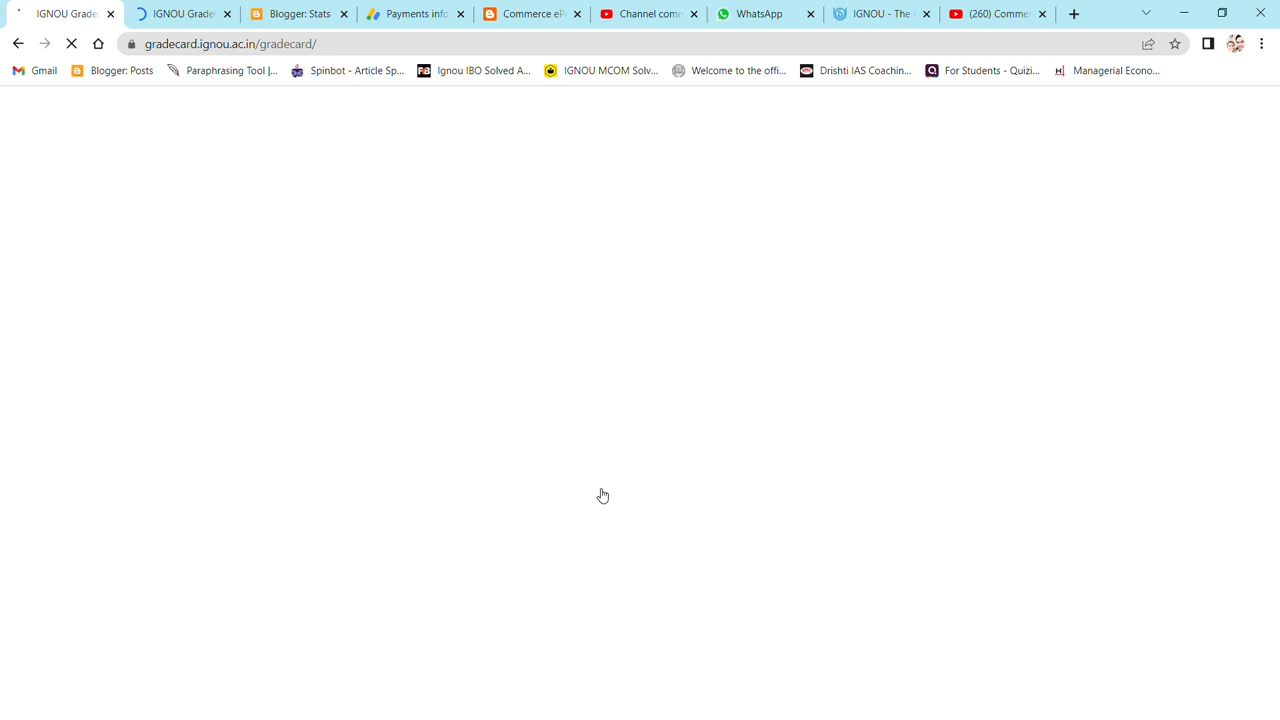 IGNOU Grade IGNOU Grade Blogger: Stats Payments info Commerce eP Channel comm WhatsApp IGNOU - The (260) Commer
gradecard.ignou.ac.in/gradecard/
Gmail Blogger: Posts Paraphrasing Tool |... Spinbot - Article Sp... Ignou IBO Solved A... IGNOU MCOM Solv... Welcome to the offi... Drishti IAS Coachin... For Students - Quizi... Managerial Econo...